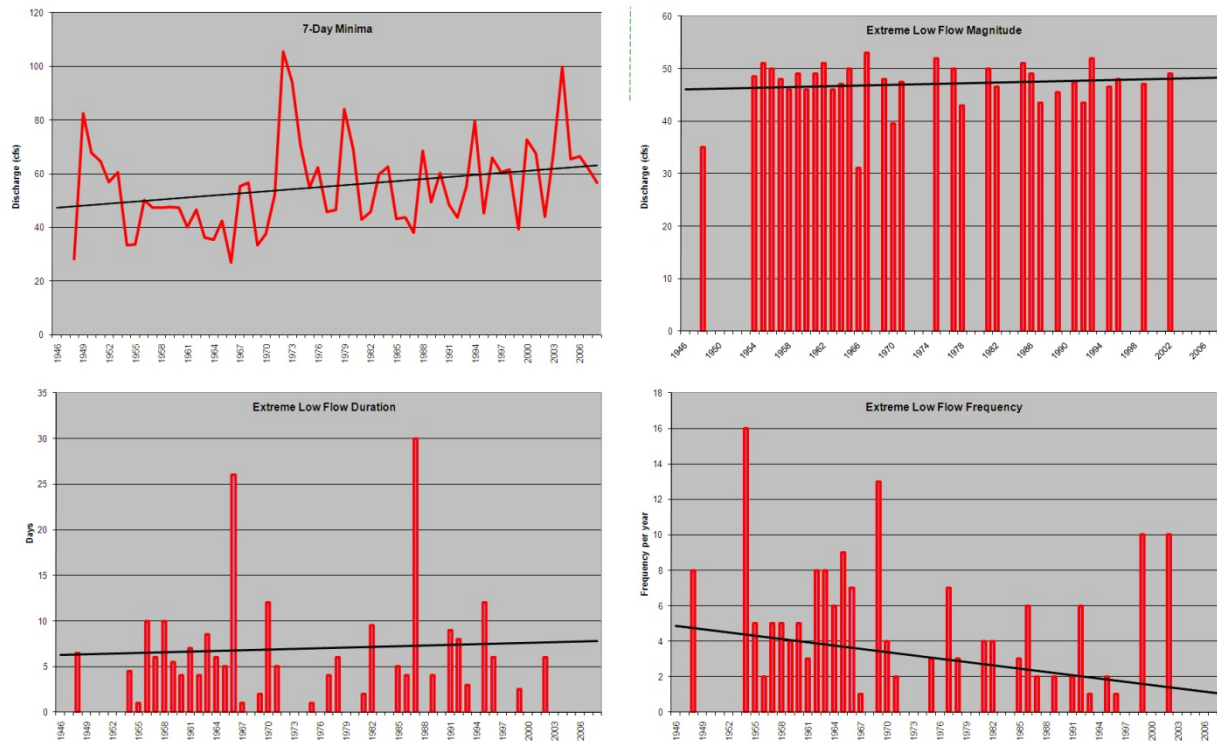 7-Day Minima
120
100
80
60
40
20
0
Discharge (cfs)
1946 1949 1952 1955 1958 1961 1964 1967 1970 1973 1976 1979 1982 1985 1988 1991 1994 1997 2000 2003 2006
Extreme Low Flow Magnitude
60
50
40
30
20
10
0
Discharge (cfs)
1946 1950 1954 1958 1962 1966 1970 1974 1978 1982 1986 1990 1994 1998 2002 2006
Extreme Low Flow Duration
35
30
25
20
15
10
5
0
Days
1946 1949 1952 1955 1958 1961 1964 1967 1970 1973 1976 1979 1982 1985 1988 1991 1994 1997 2000 2003 2006
Extreme Low Flow Frequency
18
16
14
12
10
8
6
4
2
0
Frequency per year
1946 1949 1952 1955 1958 1961 1964 1967 1970 1973 1976 1979 1982 1985 1988 1991 1994 1997 2000 2003 2006